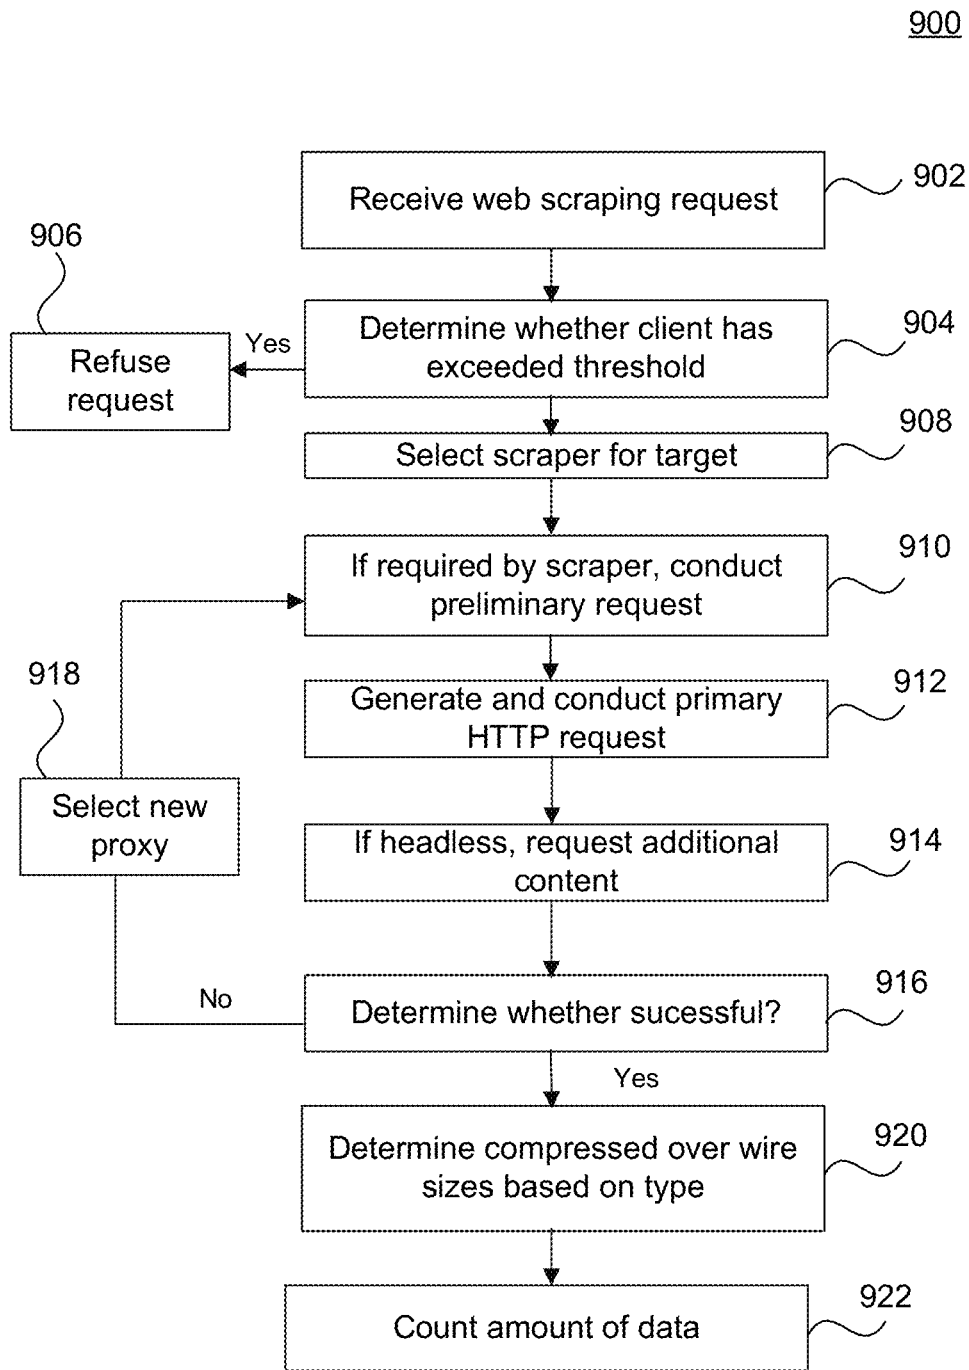 900
Receive web scraping request
902
906
Determine whether client has
exceeded threshold
904
Yes
Refuse
request
908
Select scraper for target
If required by scraper, conduct
preliminary request
910
918
Generate and conduct primary
HTTP request
912
Select new
proxy
If headless, request additional
content
914
Determine whether sucessful?
916
No
Yes
Determine compressed over wire
sizes based on type
920
Count amount of data
922